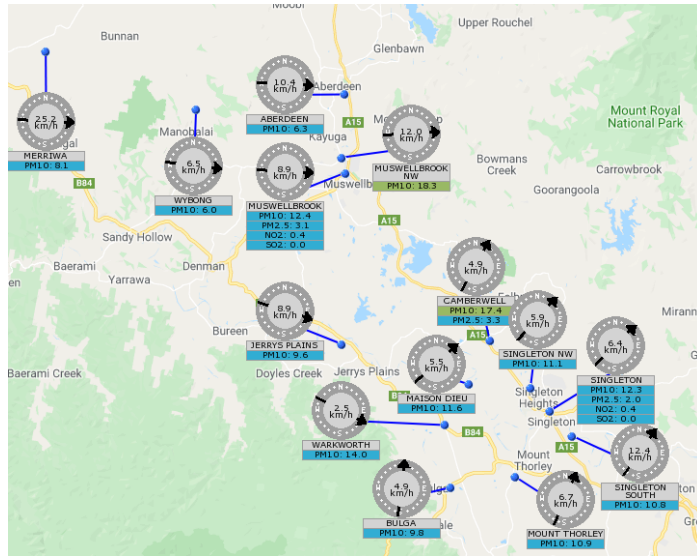 Moobi
Bunnan
Upper Rouchel
Glenbawn
10.4
km/h
Aberdeen
ABERDEEN
PM10: 6.3
25.2
km/h
MERRIWA
PM10: 8.1
Mount Royal
National Park
A15
Manobalai
Kayuga
12.0
km/h
MUSWELLBROOK
NW
PM10: 18.3
6.5
km/h
WYBONG
PM10: 6.0
8.9
km/h
MUSWELLBROOK
PM10: 12.4
PM2.5: 3.1
NO2: 0.4
SO2: 0.0
Bowmans
Creek
Carrowbrook
Goorangoola
B84
A15
Sandy Hollow
Baerami
Yarrawa
Denman
4.9
km/h
CAMBERWELL
PM10: 17.4
PM2.5: 3.3
8.9
km/h
JERRYS PLAINS
PM10: 9.6
Bureen
5.9
km/h
SINGLETON NW
PM10: 11.1
A15
6.4
km/h
SINGLETON
PM10: 12.3
PM2.5: 2.0
NO2: 0.4
SO2: 0.0
Baerami Creek
Doyles Creek
Jerrys Plains
5.5
km/h
MAISON DIEU
PM10: 11.6
Singleton
Heights
Singleton
2.5
km/h
WARKWORTH
PM10: 14.0
B84
A15
Mount
Thorley
12.4
km/h
SINGLETON
SOUTH
PM10: 10.8
4.9
km/h
BULGA
PM10: 9.8
6.7
km/h
MOUNT THORLEY
PM10: 10.9